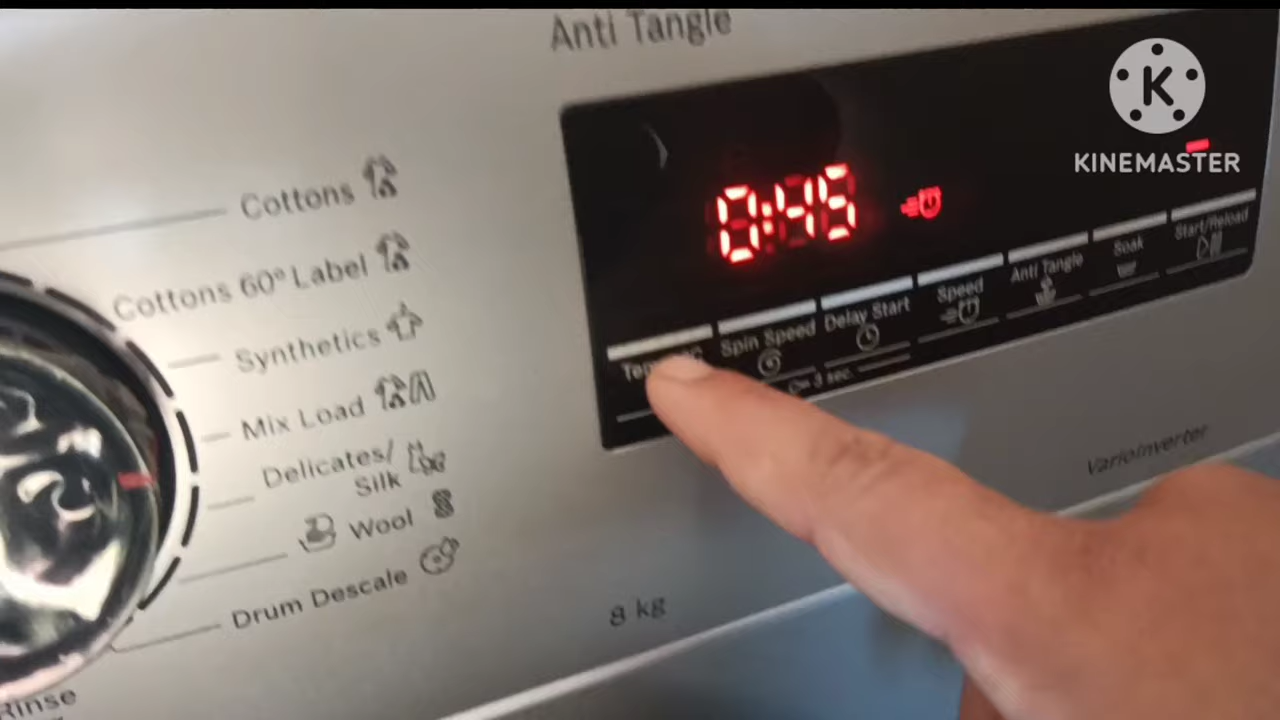 Anti Tangle
K
KINEMASTER
Cottons
Cottons 60° Label
Synthetics
Mix Load
Delicates/
Silk
Wool
Drum Descale
Rinse
0:45
Spin Speed
Delay Start
Speed
Anti Tangle
Soak
Start/Reload
3 sec.
VarioInverter
8 kg